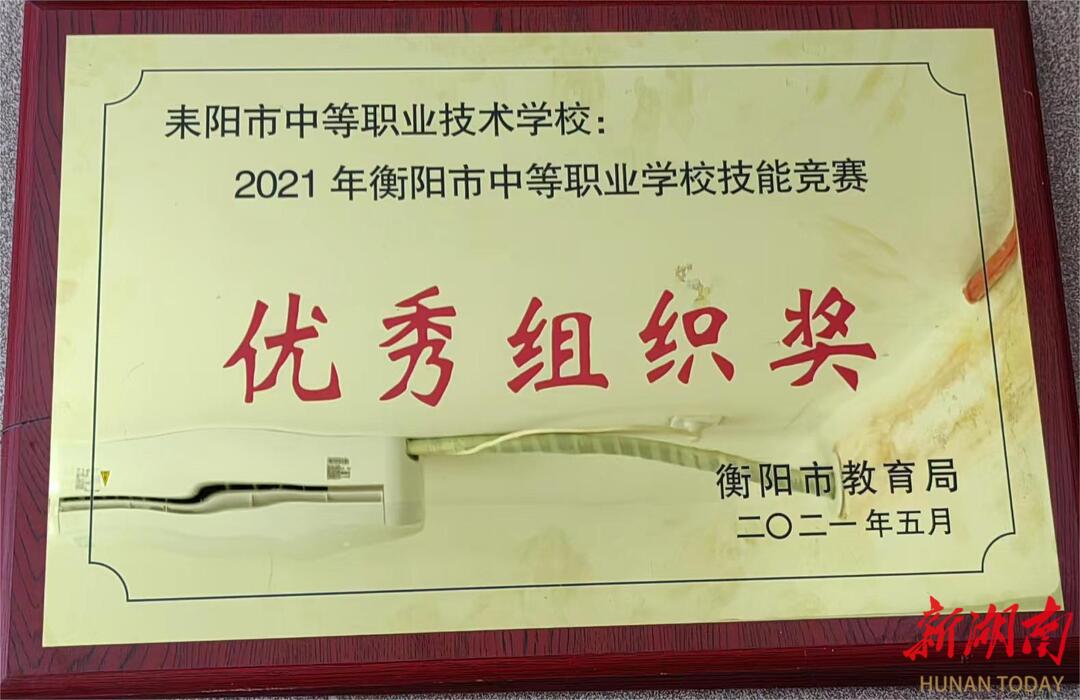 耒阳市中等职业技术学校：
2021年衡阳市中等职业学校技能竞赛
优秀组织奖
衡阳市教育局
二〇二一年五月
新湖南
HUNAN TODAY